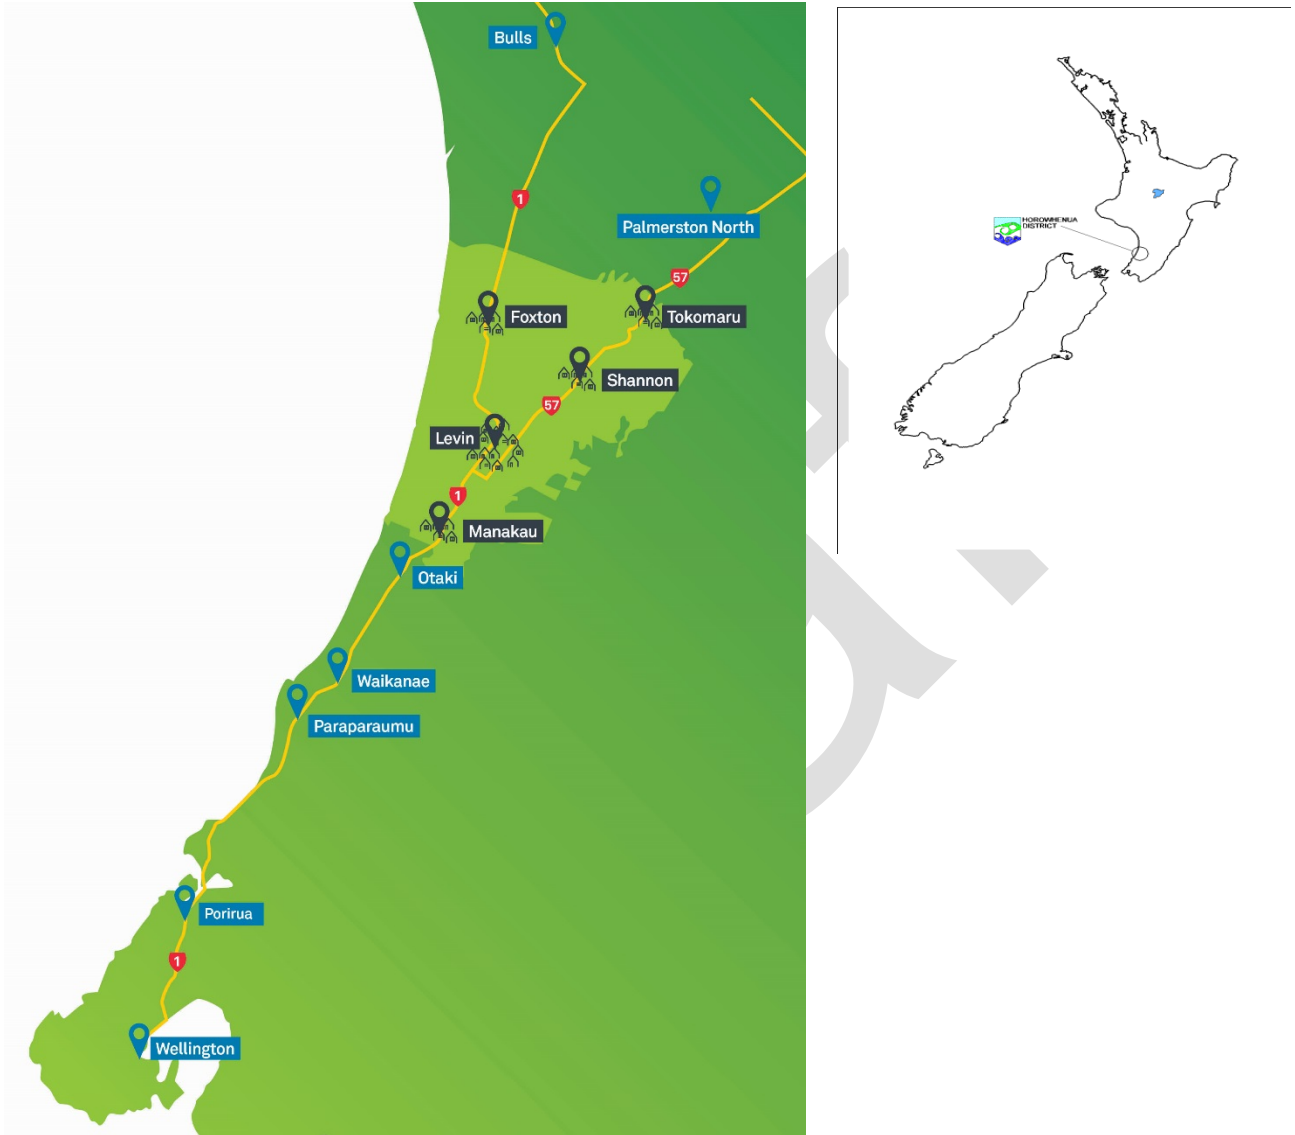 Bulls
1
Palmerston North
57
Foxton
Tokomaru
Shannon
57
Levin
1
Manakau
Otaki
Waikanae
Paraparaumu
Porirua
1
Wellington
HOROWHENUA
DISTRICT